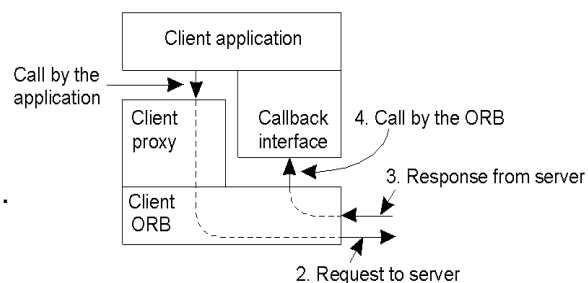 Client application
Call by the
application
Client
proxy
Callback
interface
4. Call by the ORB
3. Response from server
Client
ORB
.
2. Request to server